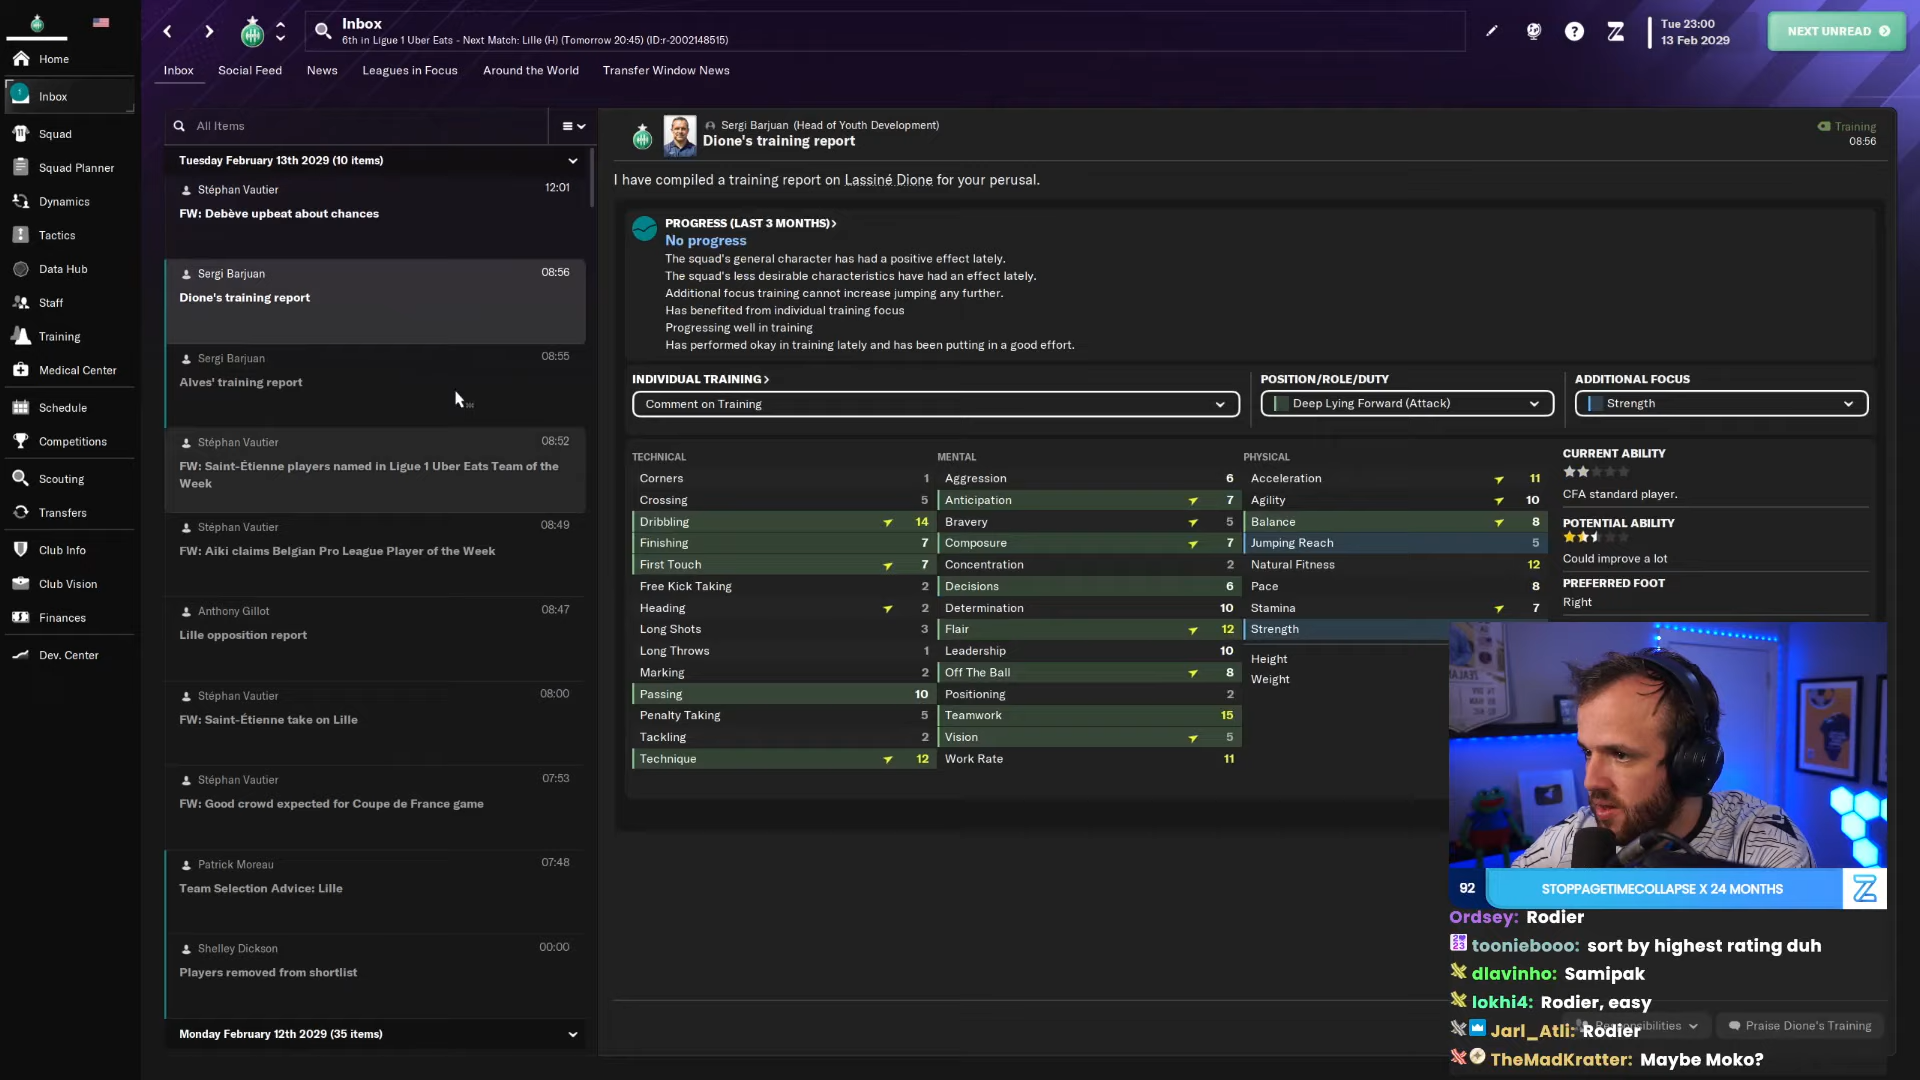 Inbox
6th in Ligue 1 Uber Eats - Next Match: Lille (H) (Tomorrow 20:45) (ID:r-2002148515)
Tue 23:00
13 Feb 2029
NEXT UNREAD
Inbox
Social Feed
News
Leagues in Focus
Around the World
Transfer Window News
Home
1
Inbox
Squad
Squad Planner
Dynamics
Tactics
Data Hub
Staff
Training
Medical Center
Schedule
Competitions
Scouting
Transfers
Club Info
Club Vision
Finances
Dev. Center
All Items
Tuesday February 13th 2029 (10 items)
Stéphan Vautier 12:01
FW: Debève upbeat about chances
Sergi Barjuan 08:56
Dione's training report
Sergi Barjuan 08:55
Alves' training report
Stéphan Vautier 08:52
FW: Saint-Étienne players named in Ligue 1 Uber Eats Team of the
Week
Stéphan Vautier 08:49
FW: Aiki claims Belgian Pro League Player of the Week
Anthony Gillot 08:47
Lille opposition report
Stéphan Vautier 08:00
FW: Saint-Étienne take on Lille
Stéphan Vautier 07:53
FW: Good crowd expected for Coupe de France game
Patrick Moreau 07:48
Team Selection Advice: Lille
Shelley Dickson 00:00
Players removed from shortlist
Monday February 12th 2029 (35 items)
Sergi Barjuan (Head of Youth Development)
Dione's training report
Training
08:56
I have compiled a training report on Lassiné Dione for your perusal.
PROGRESS (LAST 3 MONTHS)
No progress
The squad's general character has had a positive effect lately.
The squad's less desirable characteristics have had an effect lately.
Additional focus training cannot increase jumping any further.
Has benefited from individual training focus
Progressing well in training
Has performed okay in training lately and has been putting in a good effort.
INDIVIDUAL TRAINING
Comment on Training
POSITION/ROLE/DUTY
Deep Lying Forward (Attack)
ADDITIONAL FOCUS
Strength
TECHNICAL
Corners 1
Crossing 5
Dribbling 14
Finishing 7
First Touch 7
Free Kick Taking 2
Heading 2
Long Shots 3
Long Throws 1
Marking 2
Passing 10
Penalty Taking 5
Tackling 2
Technique 12
MENTAL
Aggression 6
Anticipation 7
Bravery 5
Composure 7
Concentration 2
Decisions 6
Determination 10
Flair 12
Leadership 10
Off The Ball 8
Positioning 2
Teamwork 15
Vision 5
Work Rate 11
PHYSICAL
Acceleration 11
Agility 10
Balance 8
Jumping Reach 5
Natural Fitness 12
Pace 8
Stamina 7
Strength
Height
Weight
CURRENT ABILITY
CFA standard player.
POTENTIAL ABILITY
Could improve a lot
PREFERRED FOOT
Right
92
STOPPAGETIMECOLLAPSE X 24 MONTHS
Ordsey: Rodier
tooniebooo: sort by highest rating duh
dlavinho: Samipak
lokhi4: Rodier, easy
Jarl_Atli: Rodier
TheMadKratter: Maybe Moko?
Praise Dione's Training